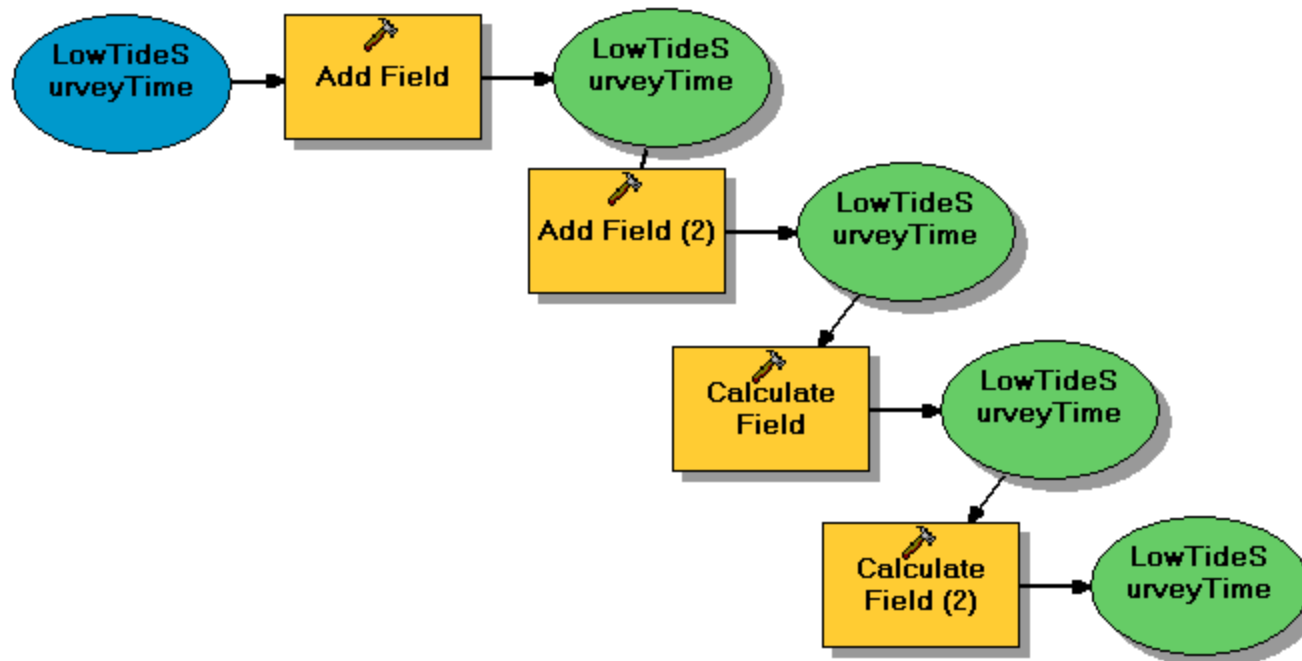 LowTideS
urveyTime
Add Field
LowTideS
urveyTime
Add Field (2)
LowTideS
urveyTime
Calculate
Field
LowTideS
urveyTime
Calculate
Field (2)
LowTideS
urveyTime